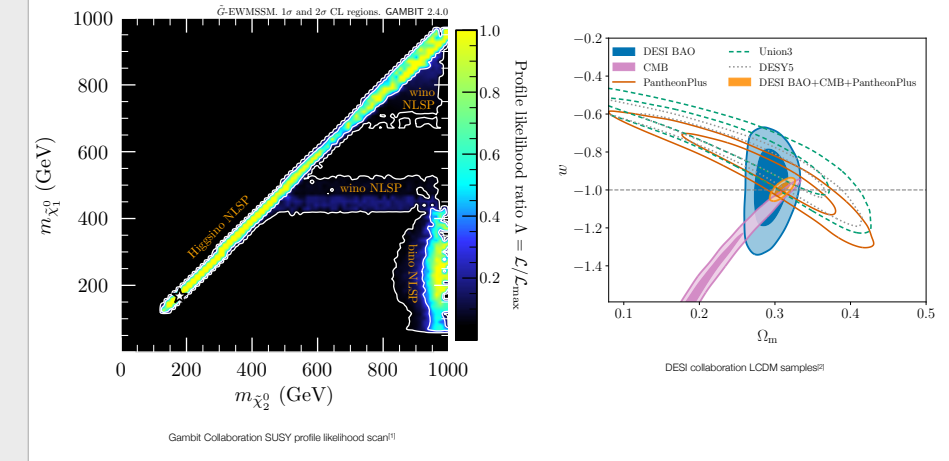 G̃-EWMSSM. 1σ and 2σ CL regions. GAMBIT 2.4.0
1000
800
600
400
200
0
200
400
600
800
1000
m_χ̃⁰₁ (GeV)
m_χ̃⁰₂ (GeV)
wino
NLSP
wino NLSP
Higgsino NLSP
bino NLSP
1.0
0.8
0.6
0.4
0.2
Profile likelihood ratio Λ = ℒ/ℒmax
Gambit Collaboration SUSY profile likelihood scan[1]
−0.2
−0.4
−0.6
−0.8
−1.0
−1.2
−1.4
w
DESI BAO
CMB
PantheonPlus
Union3
DESY5
DESI BAO+CMB+PantheonPlus
0.1
0.2
0.3
0.4
0.5
Ωm
DESI collaboration LCDM samples[2]